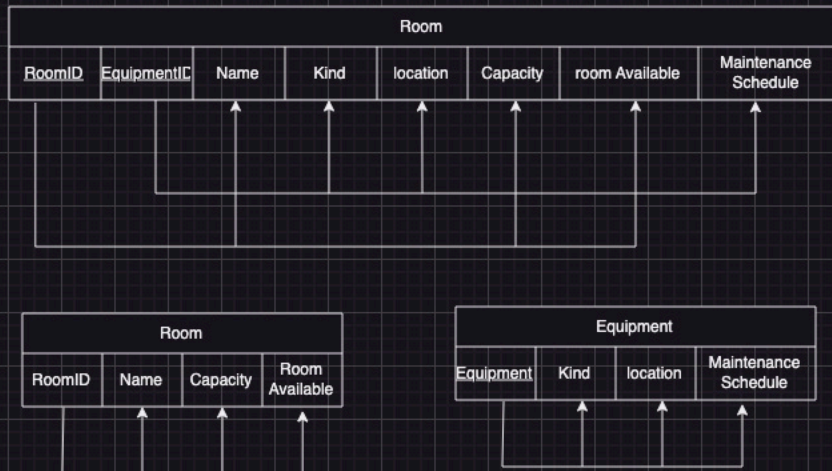 Room
RoomID EquipmentID Name Kind location Capacity room Available Maintenance Schedule
Room
RoomID Name Capacity Room Available
Equipment
Equipment Kind location Maintenance Schedule